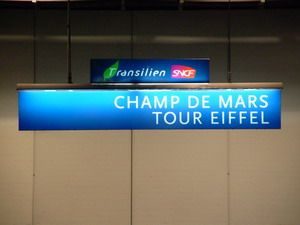 Transilien SNCF
CHAMP DE MARS
TOUR EIFFEL